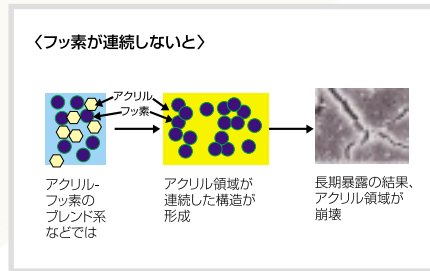 〈フッ素が連続しないと〉
アクリル
フッ素
アクリル-
フッ素の
ブレンド系
などでは
アクリル領域が
連続した構造が
形成
長期暴露の結果、
アクリル領域が
崩壊